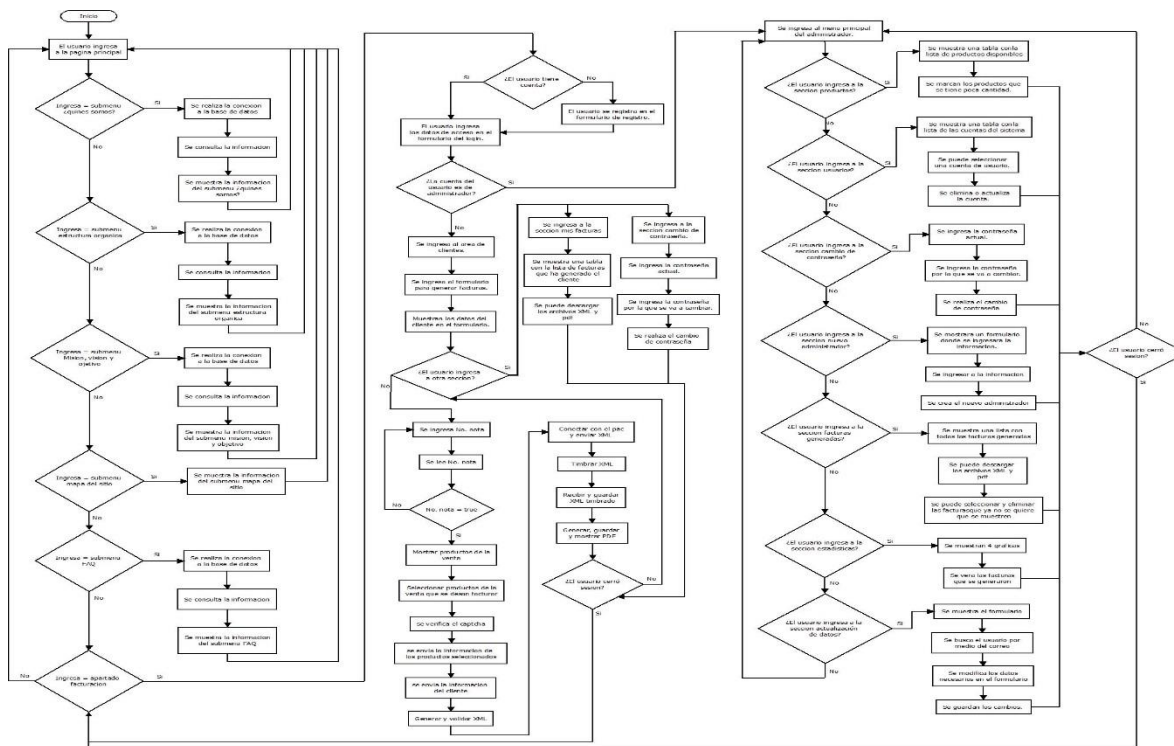 Inicio
El usuario ingresa
a la pagina principal
Ingresa = submenu
¿quines somos?
Si
Se realiza la conexion
a la base de datos
Se consulta la informacion
Se muestra la informacion
del submenu ¿quines
somos?
No
Ingresa = submenu
estructura organica
Si
Se realiza la conexion
a la base de datos
Se consulta la informacion
Se muestra la informacion
del submenu estructura
organica
No
Ingresa = submenu
Mision, vision y
ojetivo
Si
Se realiza la conexion
a la base de datos
Se consulta la informacion
Se muestra la informacion
del submenu mision, vision
y objetivo
No
Ingresa = submenu
mapa del sitio
Si
Se muestra la informacion
del submenu mapa del
sitio
No
Ingresa = submenu
FAQ
Si
Se realiza la conexion
a la base de datos
Se consulta la informacion
Se muestra la informacion
del submenu FAQ
No
Ingresa = apartado
facturacion
No
Si
¿El usuario tiene
cuenta?
Si
No
El usuario se registra en el
formulario de registro.
El usuario ingresa
los datos de acceso en el
formulario del login.
¿La cuenta del
usuario es de
administrador?
Si
No
Se ingresa al area de
clientes.
Se ingresa al formulario
para generar facturas.
Muestran los datos del
cliente en el formulario.
¿El usuario ingresa
a otra seccion?
Si
No
Se ingresa a la
seccion mis facturas
Se muestra una tabla
con la lista de facturas
que ha generado el
cliente
Se puede descargar
los archivos XML y
pdf
Se ingresa a la
seccion cambio de
contraseña.
Se ingresa la contraseña
actual.
Se ingresa la contraseña
por la que se va a cambiar.
Se realiza el cambio
de contraseña
Se ingresa No. nota
Se lee No. nota
No. nota = true
No
Si
Mostrar productos de la
venta
Seleccionar productos de la
venta que se desan facturar
se verifica el captcha
se envia la informacion de
los productos seleccionados
se envia la informacion
del cliente
Generar y validar XML
Conectar con el pac
y enviar XML
Timbrar XML
Recibir y guardar
XML timbrado
Generar, guardar
y mostrar PDF
¿El usuario cerró
sesion?
No
Si
Se ingresa al menu principal
del administrador.
¿El usuario ingresa a la
seccion productos?
Si
Se muestra una tabla conla
lista de productos disponibles
Se marcan los productos que
se tiene poca cantidad.
No
¿El usuario ingresa a la
seccion usuarios?
Si
Se muestra una tabla conla
lista de las cuentas del sistema
Se puede seleccionar
una cuenta de usuario.
Se elimina o actualiza
la cuenta.
No
¿El usuario ingresa a la
seccion cambio de
contraseña?
Si
Se ingresa la contraseña
actual.
Se ingresa la contraseña
por la que se va a cambiar.
Se realiza el cambio
de contraseña
No
¿El usuario ingresa a la
seccion nuevo
administrador?
Si
Se mostrara un formulario
donde se ingresara la
informacion.
Se ingresar a la informacion
Se crea el nuevo administrador
No
¿El usuario ingresa a la
seccion facturas
generadas?
Si
Se muestra una lista con
todas las facturas generadas
Se puede descargar
los archivos XML y
pdf
Se puede seleccionar y eliminar
las facturasque ya no se quiere
que se muestren
No
¿El usuario ingresa a la
seccion estadisticas?
Si
Se muestran 4 graficas
Se vera las facturas
que se generaron
No
¿El usuario ingresa a la
seccion actualización
de datos?
Si
Se muestra el formulario
Se busca el usuario por
medio del correo
Se modifica los datos
necesarios en el formulario
Se guardan los cambios.
No
¿El usuario cerró
sesion?
No
Si